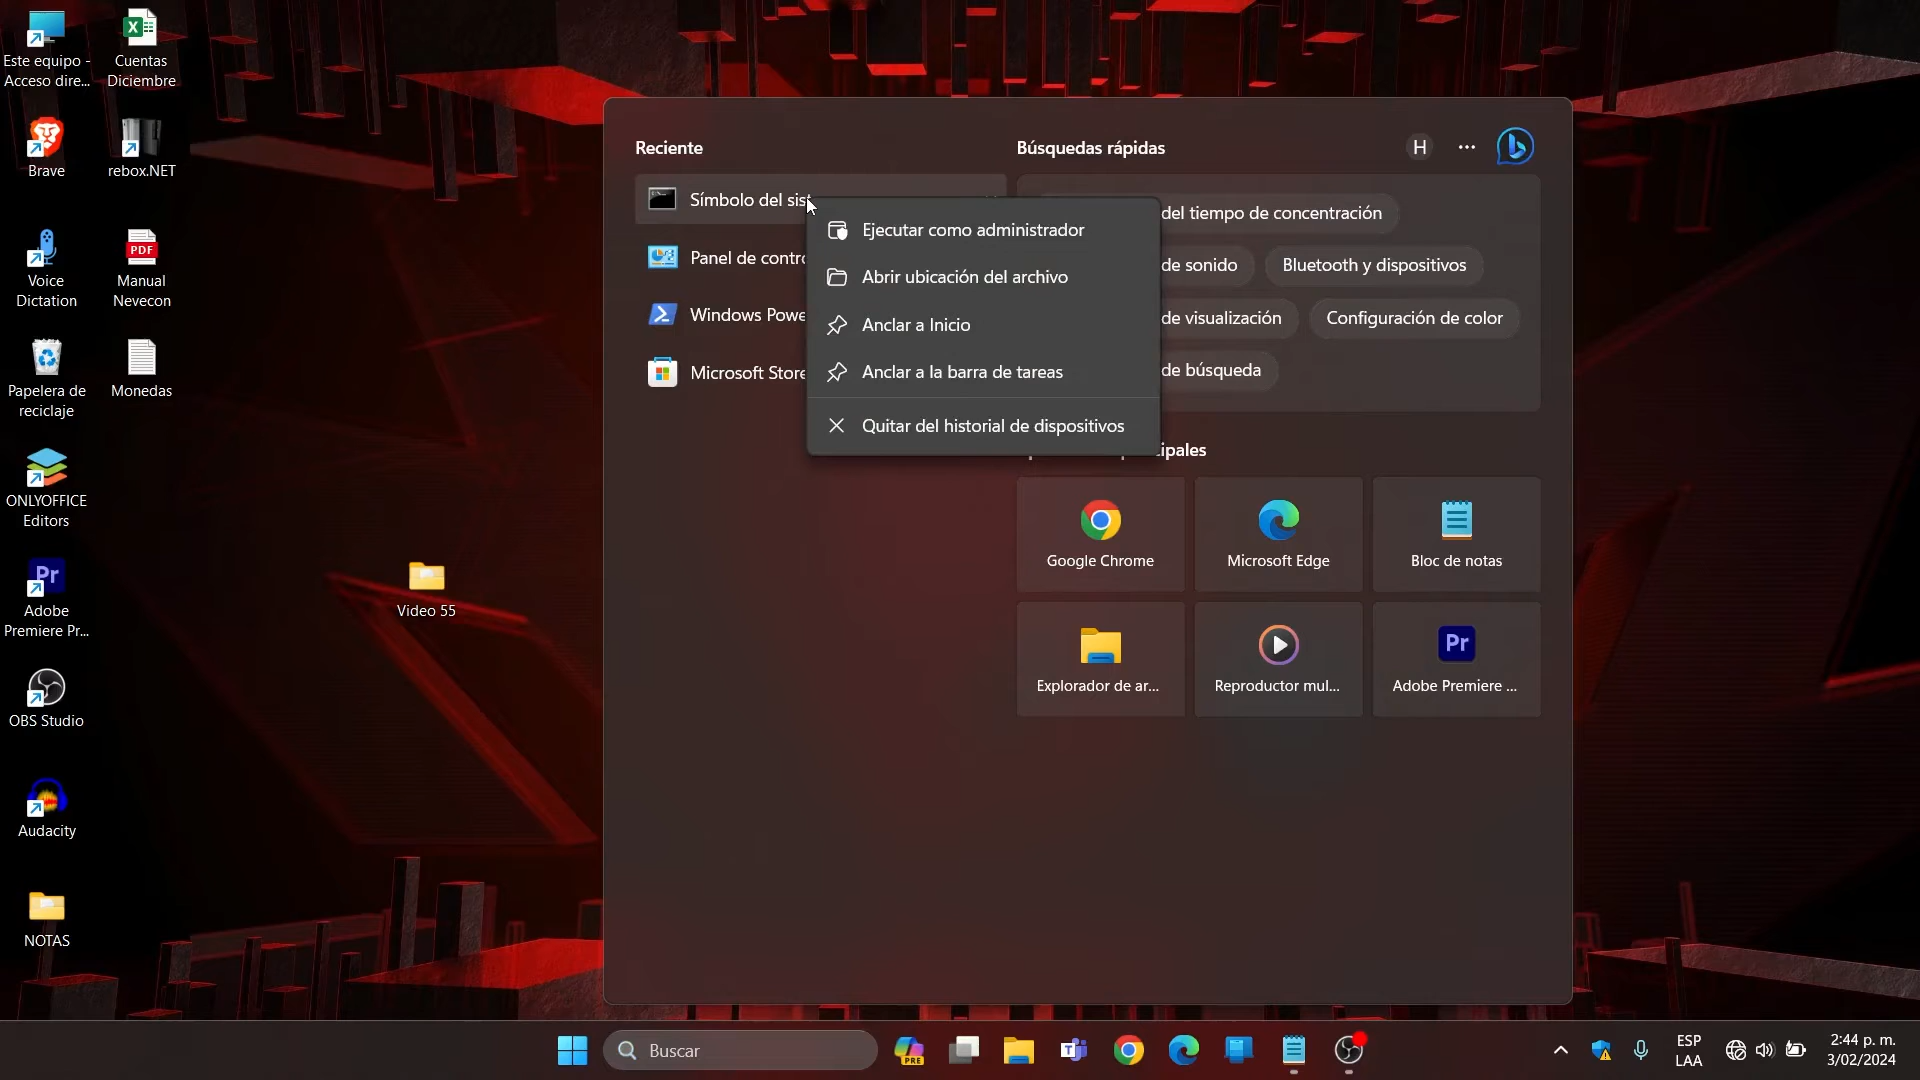 Este equipo -
Acceso dire...
Cuentas
Diciembre
Brave
rebox.NET
Voice
Dictation
PDF
Manual
Nevecon
Papelera de
reciclaje
Monedas
ONLYOFFICE
Editors
Pr
Adobe
Premiere Pr...
OBS Studio
Audacity
NOTAS
Video 55
Reciente
Símbolo del sis
Panel de contro
Windows Powe
Microsoft Store
Ejecutar como administrador
Abrir ubicación del archivo
Anclar a Inicio
Anclar a la barra de tareas
Quitar del historial de dispositivos
Búsquedas rápidas
H
del tiempo de concentración
de sonido
Bluetooth y dispositivos
de visualización
Configuración de color
de búsqueda
ipales
Google Chrome
Microsoft Edge
Bloc de notas
Explorador de ar...
Reproductor mul...
Pr
Adobe Premiere ...
Buscar
PRE
ESP
LAA
2:44 p. m.
3/02/2024